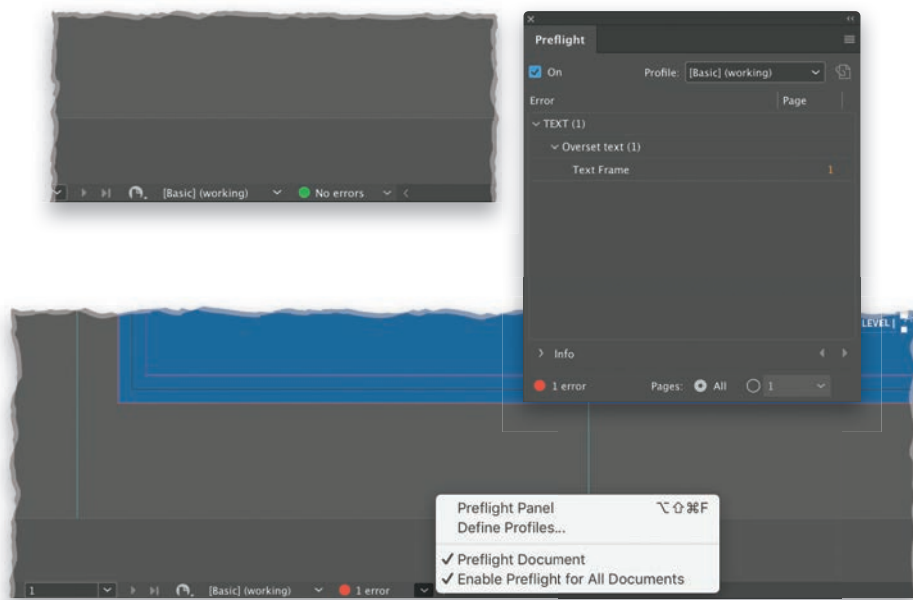 [Basic] (working)
No errors
Preflight
On
Profile: [Basic] (working)
Error Page
TEXT (1)
Overset text (1)
Text Frame 1
Info
1 error Pages: All 1
LEVEL | ?
Preflight Panel ⌥⇧⌘F
Define Profiles...
✓ Preflight Document
✓ Enable Preflight for All Documents
1 [Basic] (working) 1 error